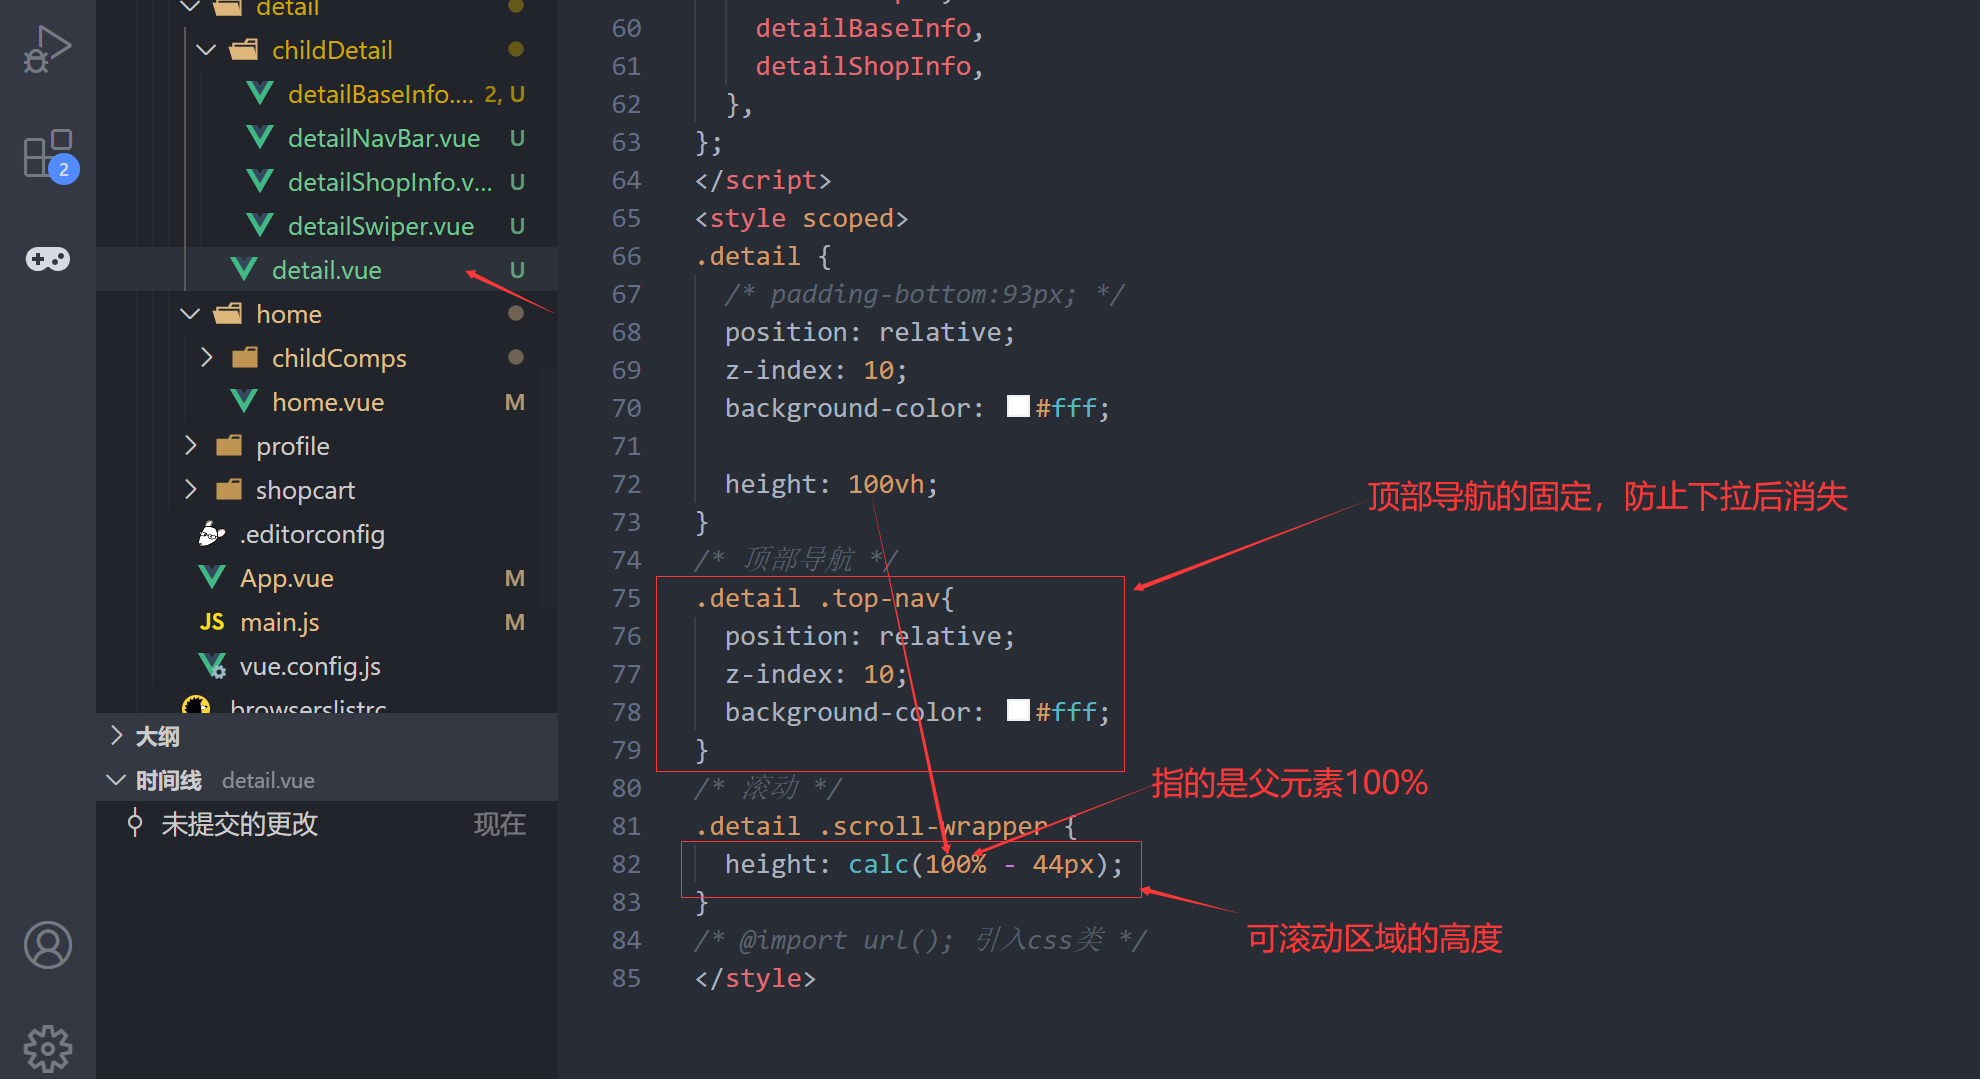 detail
childDetail
detailBaseInfo.... 2, U
detailNavBar.vue U
detailShopInfo.v... U
detailSwiper.vue U
detail.vue U
home
childComps
home.vue M
profile
shopcart
.editorconfig
App.vue M
JS main.js M
vue.config.js
browserslistrc
大纲
时间线 detail.vue
未提交的更改 现在
2
60 detailBaseInfo,
61 detailShopInfo,
62 },
63 };
64 </script>
65 <style scoped>
66 .detail {
67 /* padding-bottom:93px; */
68 position: relative;
69 z-index: 10;
70 background-color: #fff;
71
72 height: 100vh;
73 }
74 /* 顶部导航 */
75 .detail .top-nav{
76 position: relative;
77 z-index: 10;
78 background-color: #fff;
79 }
80 /* 滚动 */
81 .detail .scroll-wrapper {
82 height: calc(100% - 44px);
83 }
84 /* @import url(); 引入css类 */
85 </style>
顶部导航的固定，防止下拉后消失
指的是父元素100%
可滚动区域的高度